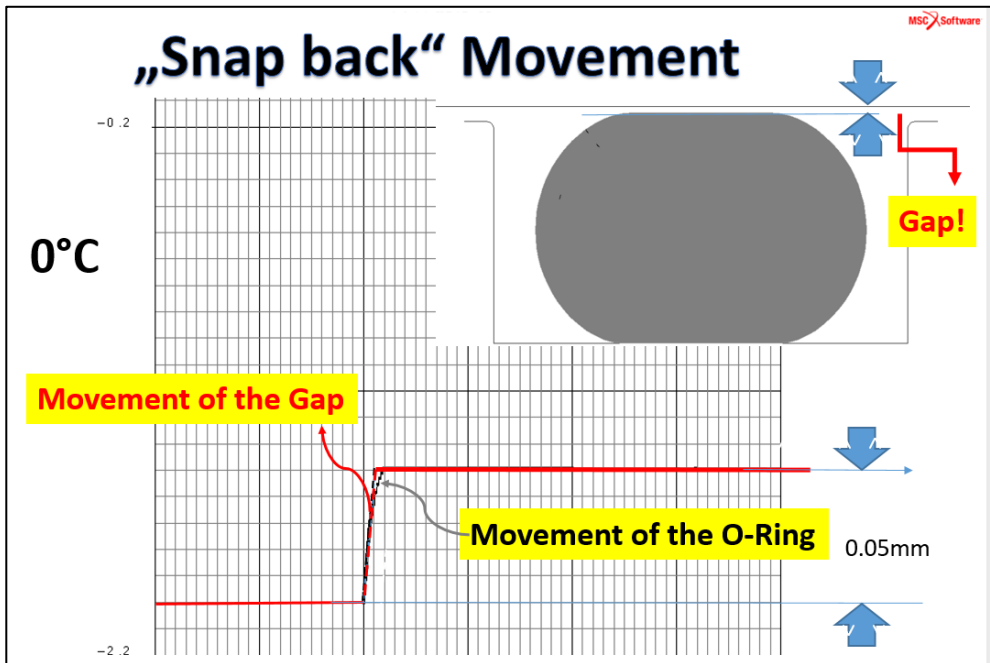 MSC Software
„Snap back“ Movement
-0.2
0°C
Gap!
Movement of the Gap
Movement of the O-Ring
0.05mm
-2.2